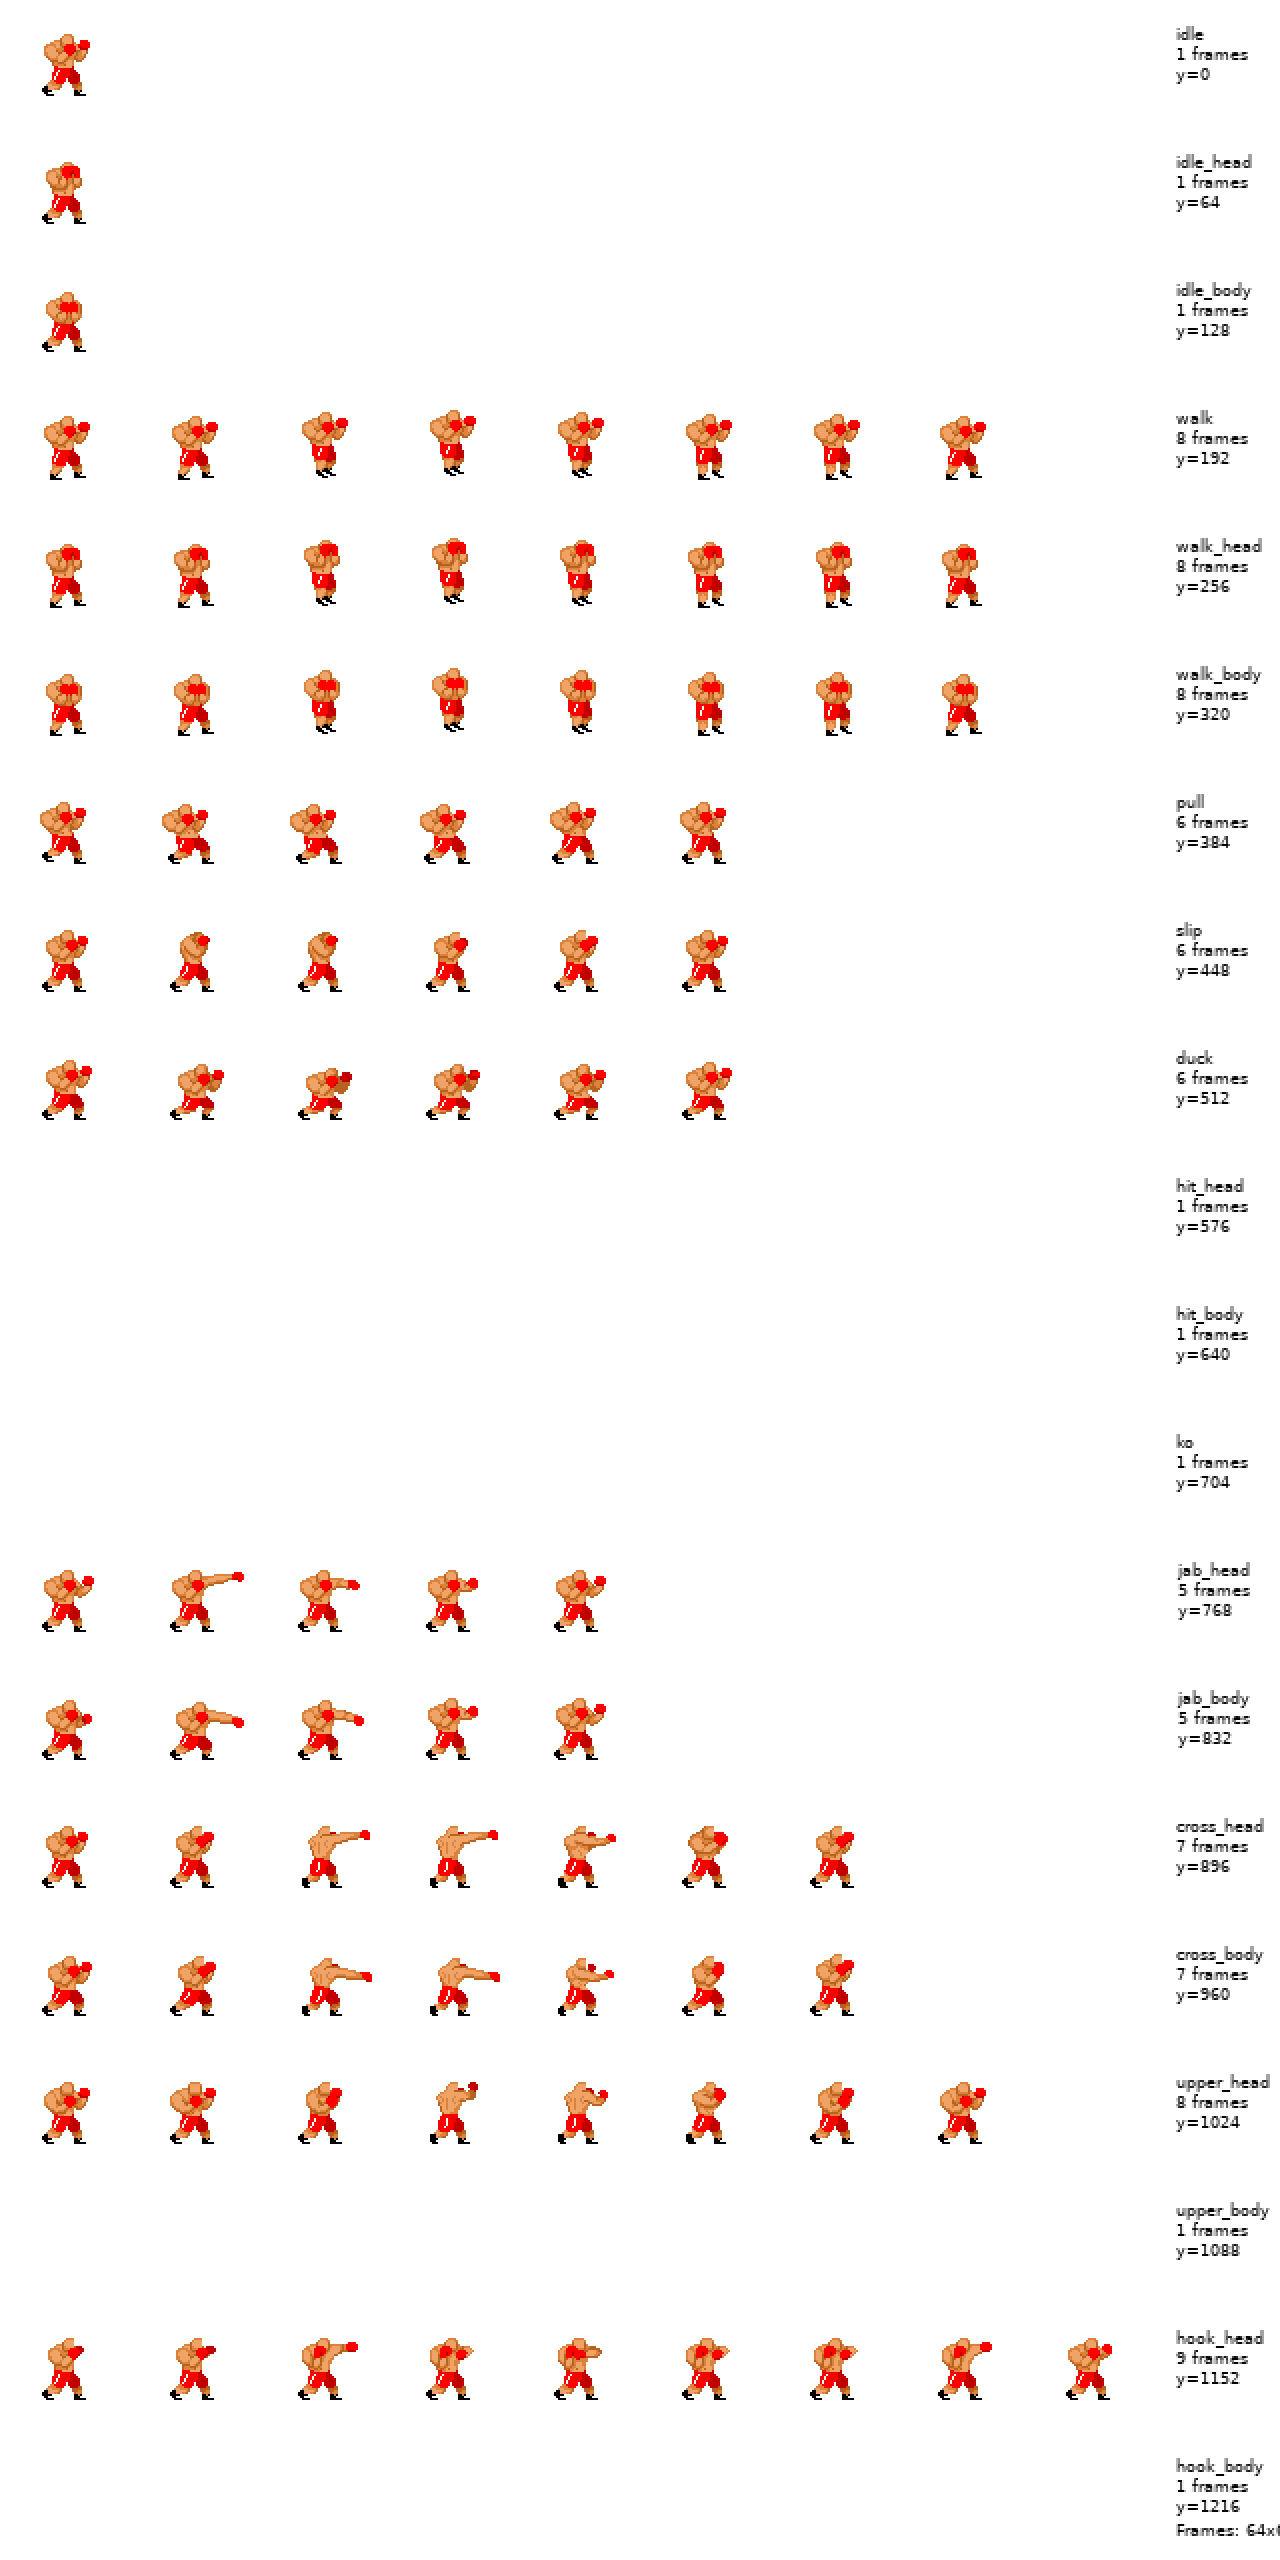 idle
1 frames
y=0
idle_head
1 frames
y=64
idle_body
1 frames
y=128
walk
8 frames
y=192
walk_head
8 frames
y=256
walk_body
8 frames
y=320
pull
6 frames
y=384
slip
6 frames
y=448
duck
6 frames
y=512
hit_head
1 frames
y=576
hit_body
1 frames
y=640
ko
1 frames
y=704
jab_head
5 frames
y=768
jab_body
5 frames
y=832
cross_head
7 frames
y=896
cross_body
7 frames
y=960
upper_head
8 frames
y=1024
upper_body
1 frames
y=1088
hook_head
9 frames
y=1152
hook_body
1 frames
y=1216
Frames: